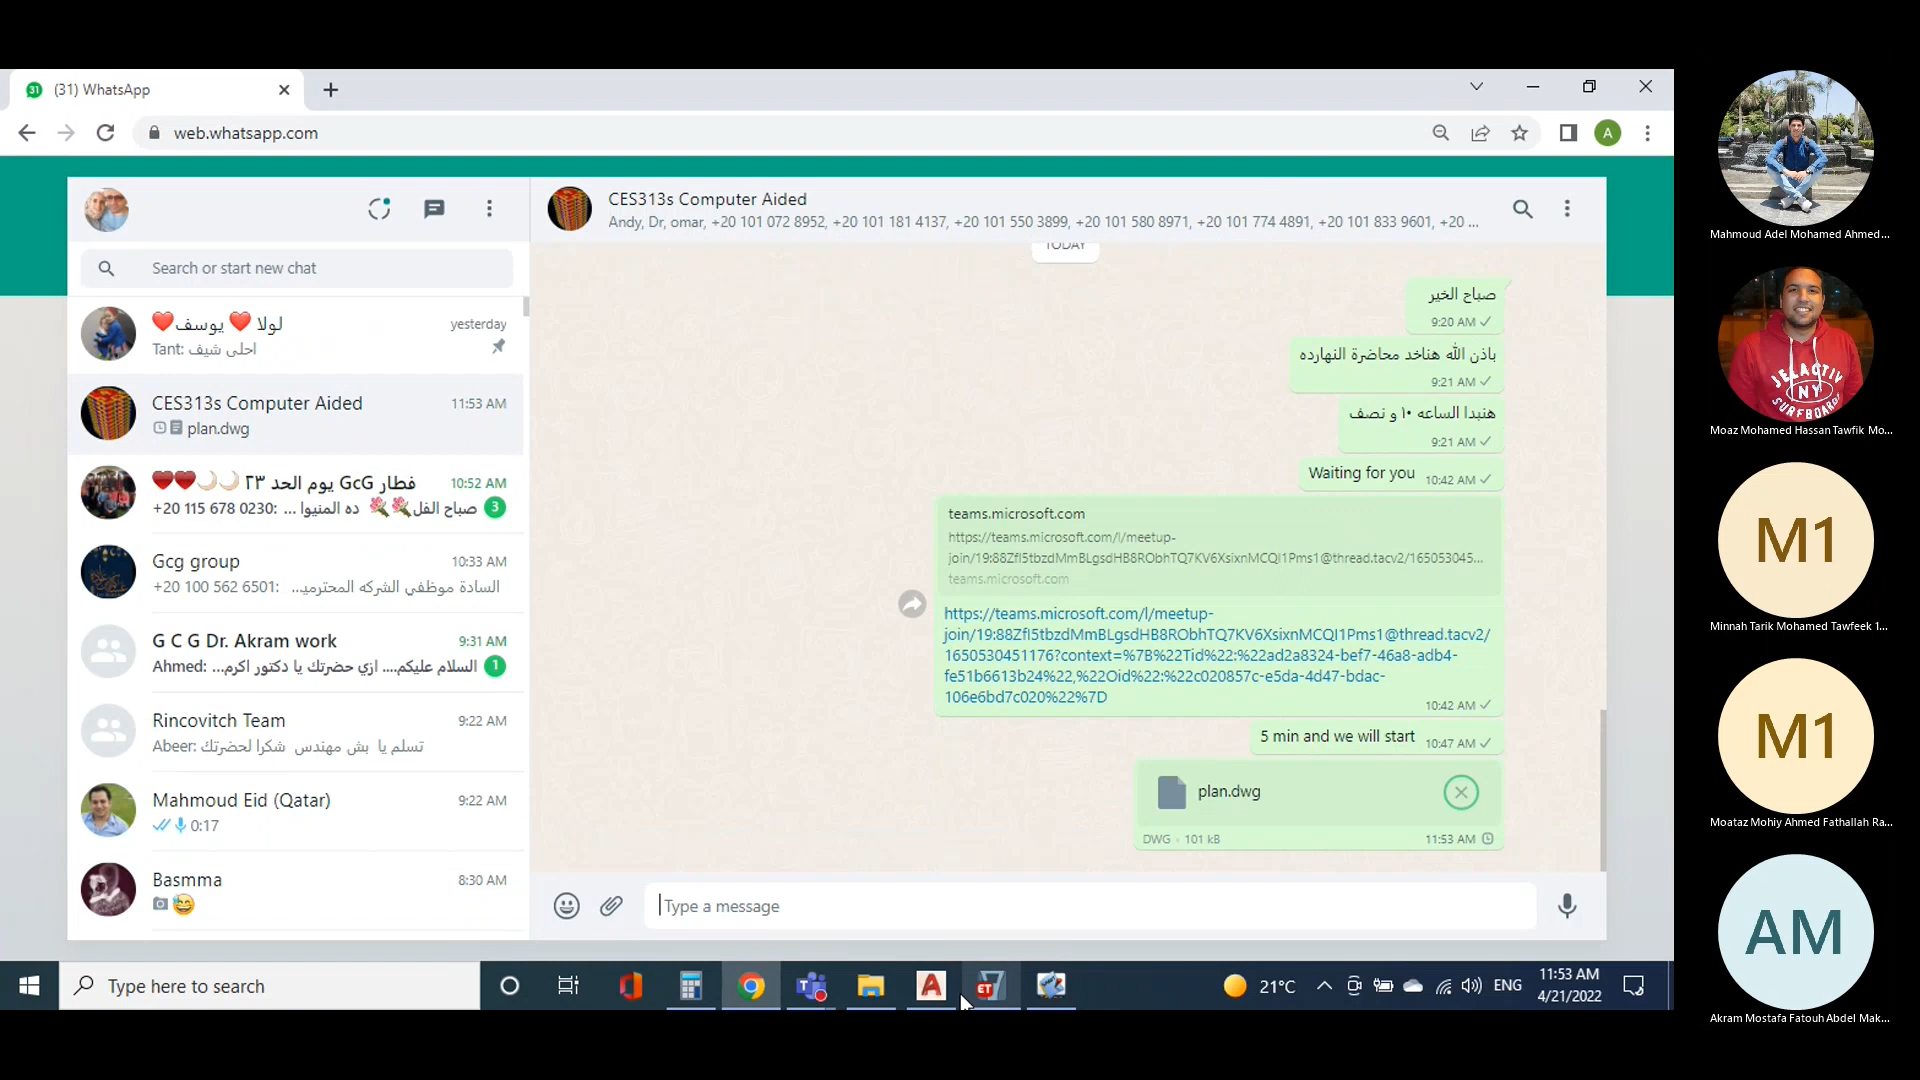 (31) WhatsApp
web.whatsapp.com
A
Search or start new chat
لولا ❤️ يوسف❤️
yesterday
Tant: احلى شيف
CES313s Computer Aided
11:53 AM
plan.dwg
فطار GcG يوم الحد ٢٣ 🌙🌙❤️❤️
10:52 AM
+20 115 678 0230: صباح الفل💐💐 ده المنيوا ...
3
Gcg group
10:33 AM
+20 100 562 6501: السادة موظفي الشركه المحترميـ...
G C G Dr. Akram work
9:31 AM
Ahmed: السلام عليكم.... ازي حضرتك يا دكتور اكرم...
1
Rincovitch Team
9:22 AM
Abeer: تسلم يا بش مهندس شكرا لحضرتك
Mahmoud Eid (Qatar)
9:22 AM
0:17
Basmma
8:30 AM
😅
CES313s Computer Aided
Andy, Dr, omar, +20 101 072 8952, +20 101 181 4137, +20 101 550 3899, +20 101 580 8971, +20 101 774 4891, +20 101 833 9601, +20 ...
TODAY
صباح الخير
9:20 AM
باذن الله هناخد محاضرة النهارده
9:21 AM
هنبدا الساعه ١٠ و نصف
9:21 AM
Waiting for you
10:42 AM
teams.microsoft.com
https://teams.microsoft.com/l/meetup-
join/19:88ZfI5tbzdMmBLgsdHB8RObhTQ7KV6XsixnMCQI1Pms1@thread.tacv2/165053045...
teams.microsoft.com
https://teams.microsoft.com/l/meetup-
join/19:88ZfI5tbzdMmBLgsdHB8RObhTQ7KV6XsixnMCQI1Pms1@thread.tacv2/
1650530451176?context=%7B%22Tid%22:%22ad2a8324-bef7-46a8-adb4-
fe51b6613b24%22,%22Oid%22:%22c020857c-e5da-4d47-bdac-
106e6bd7c020%22%7D
10:42 AM
5 min and we will start
10:47 AM
plan.dwg
DWG · 101 kB
11:53 AM
Type a message
Type here to search
21°C
ENG
11:53 AM
4/21/2022
Mahmoud Adel Mohamed Ahmed...
JELACTIV
NY
SURFBOARD
Moaz Mohamed Hassan Tawfik Mo...
M1
Minnah Tarik Mohamed Tawfeek 1...
M1
Moataz Mohiy Ahmed Fathallah Ra...
AM
Akram Mostafa Fatouh Abdel Mak...